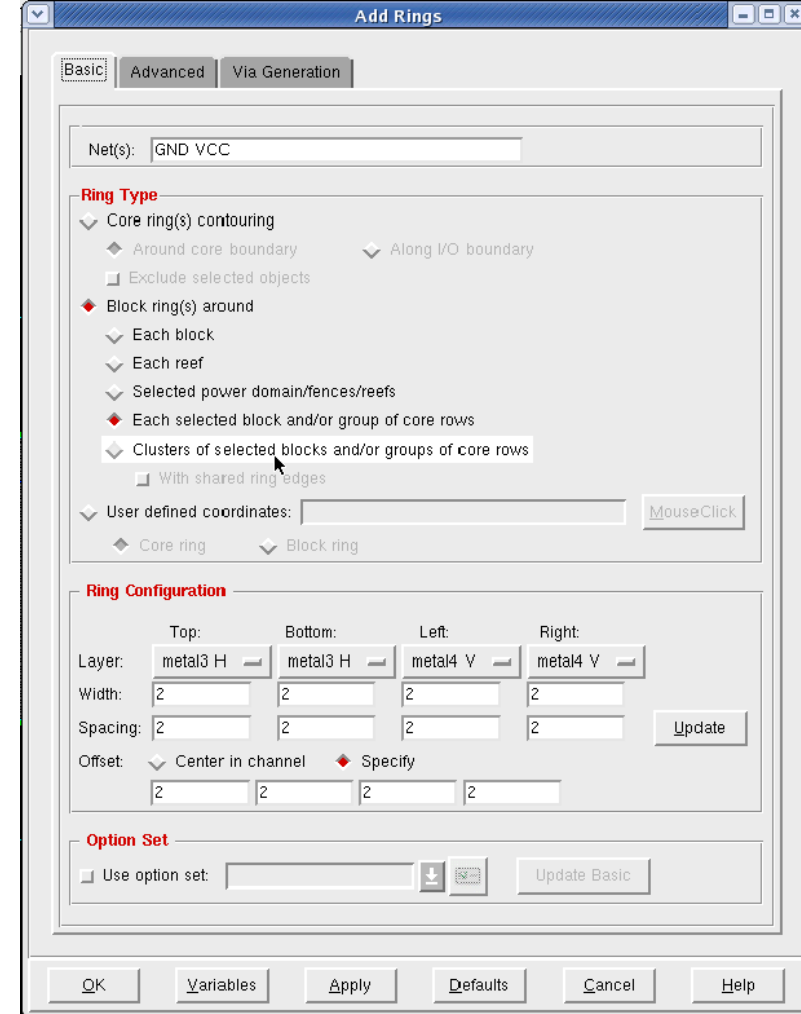 Add Rings
Basic Advanced Via Generation
Net(s): GND VCC
Ring Type
Core ring(s) contouring
Around core boundary Along I/O boundary
Exclude selected objects
Block ring(s) around
Each block
Each reef
Selected power domain/fences/reefs
Each selected block and/or group of core rows
Clusters of selected blocks and/or groups of core rows
With shared ring edges
User defined coordinates: MouseClick
Core ring Block ring
Ring Configuration
Top: Bottom: Left: Right:
Layer: metal3 H metal3 H metal4 V metal4 V
Width: 2 2 2 2
Spacing: 2 2 2 2 Update
Offset: Center in channel Specify
2 2 2 2
Option Set
Use option set: Update Basic
OK Variables Apply Defaults Cancel Help